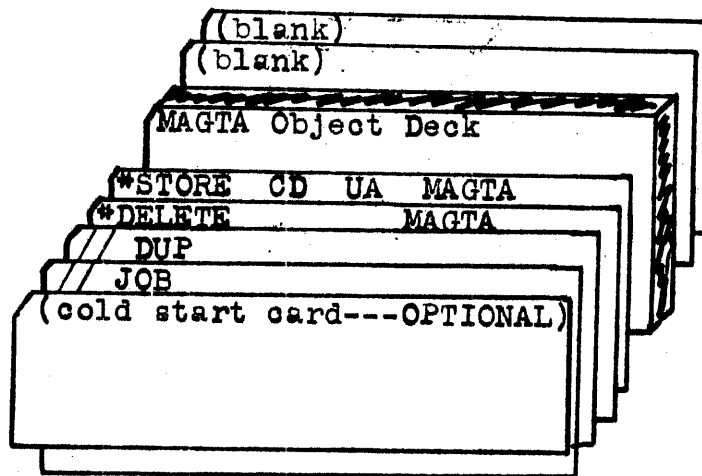 (blank)
(blank)
MAGTA Object Deck
*STORE CD UA MAGTA
*DELETE MAGTA
// DUP
// JOB
(cold start card---OPTIONAL)